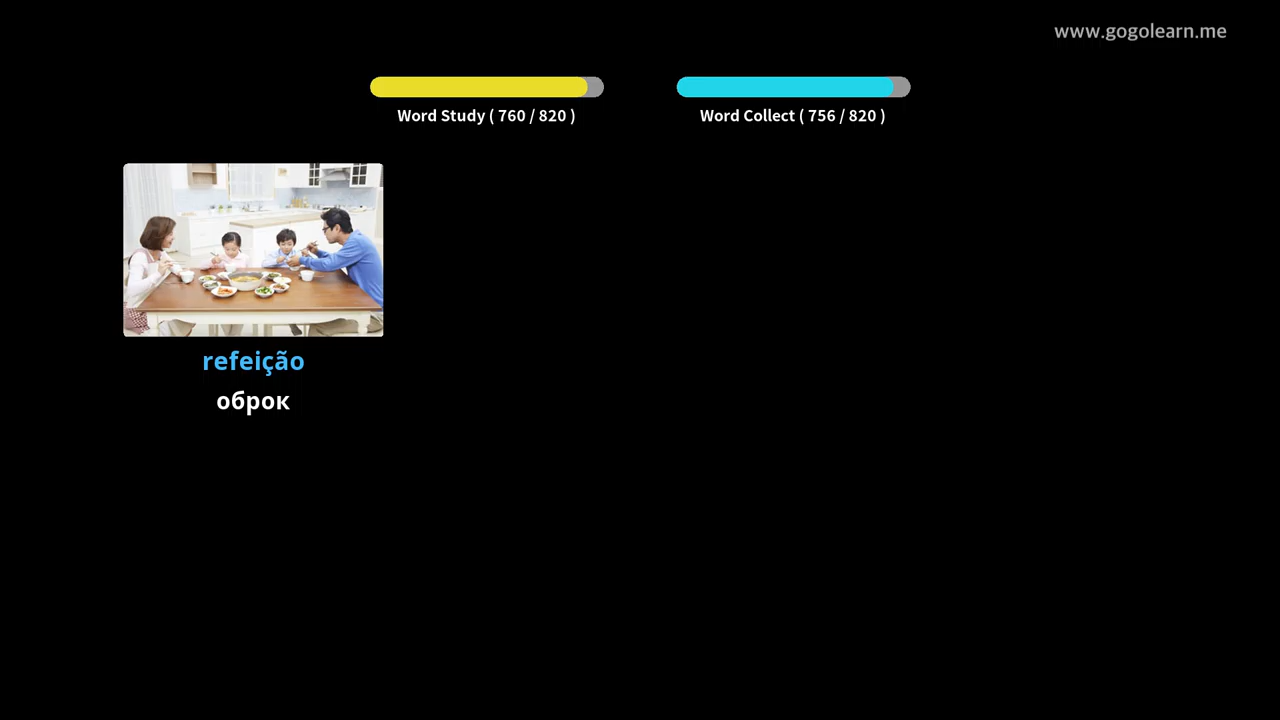 www.gogolearn.me
Word Study ( 760 / 820 )
Word Collect ( 756 / 820 )
refeição
оброк